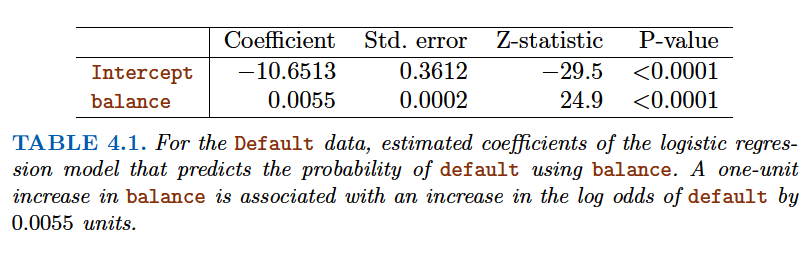 Coefficient Std. error Z-statistic P-value
Intercept −10.6513 0.3612 −29.5 <0.0001
balance 0.0055 0.0002 24.9 <0.0001
TABLE 4.1. For the Default data, estimated coefficients of the logistic regres-
sion model that predicts the probability of default using balance. A one-unit
increase in balance is associated with an increase in the log odds of default by
0.0055 units.